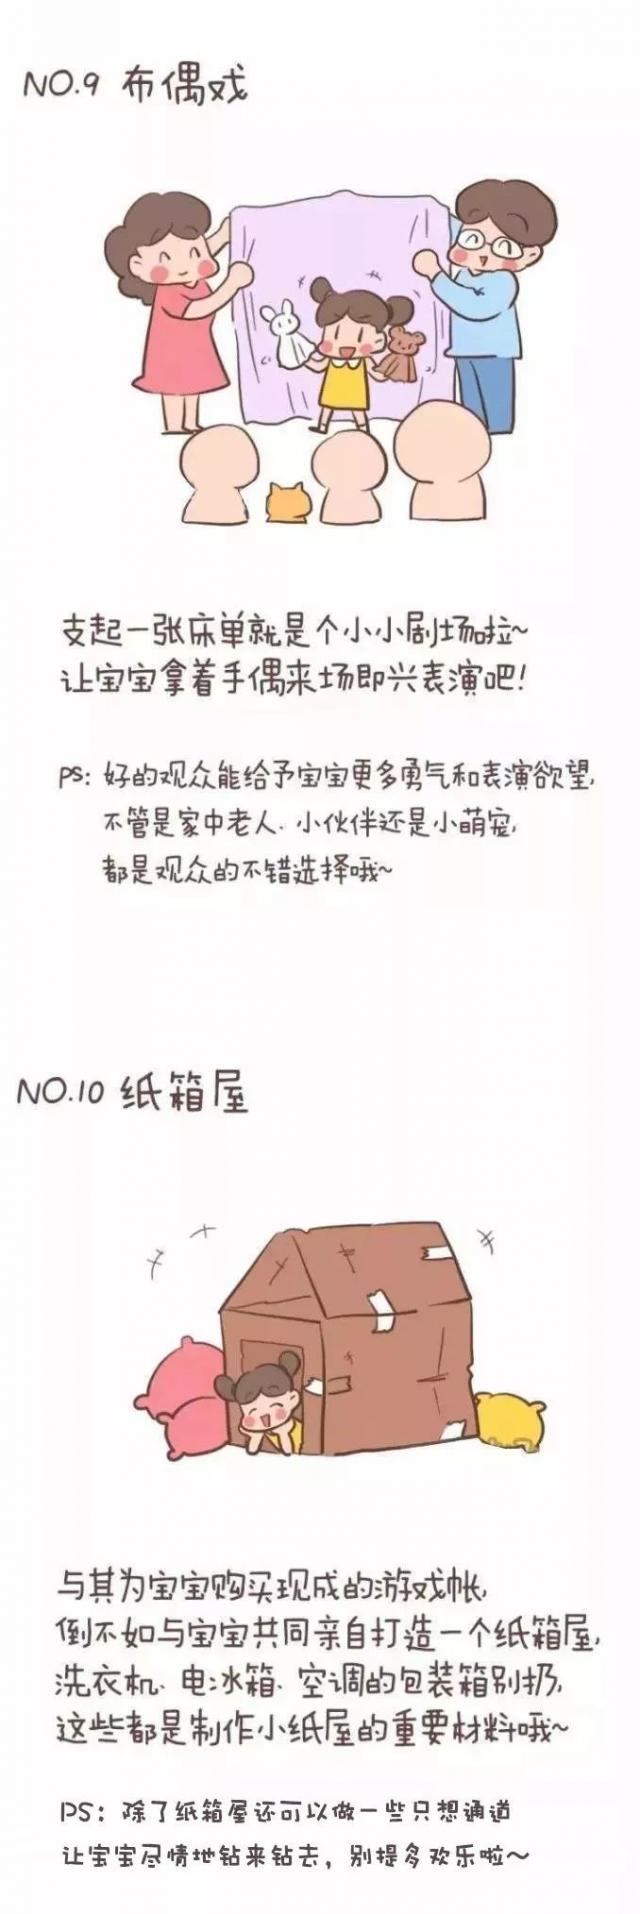 NO.9 布偶戏
支起一张床单就是个小小剧场啦~
让宝宝拿着手偶来场即兴表演吧!
PS: 好的观众能给予宝宝更多勇气和表演欲望,
不管是家中老人、小伙伴还是小萌宠,
都是观众的不错选择哦~
NO.10 纸箱屋
与其为宝宝购买现成的游戏帐,
倒不如与宝宝共同亲自打造一个纸箱屋,
洗衣机、电冰箱、空调的包装箱别扔,
这些都是制作小纸屋的重要材料哦~
PS: 除了纸箱屋还可以做一些只想通道
让宝宝尽情地钻来钻去，别提多欢乐啦~